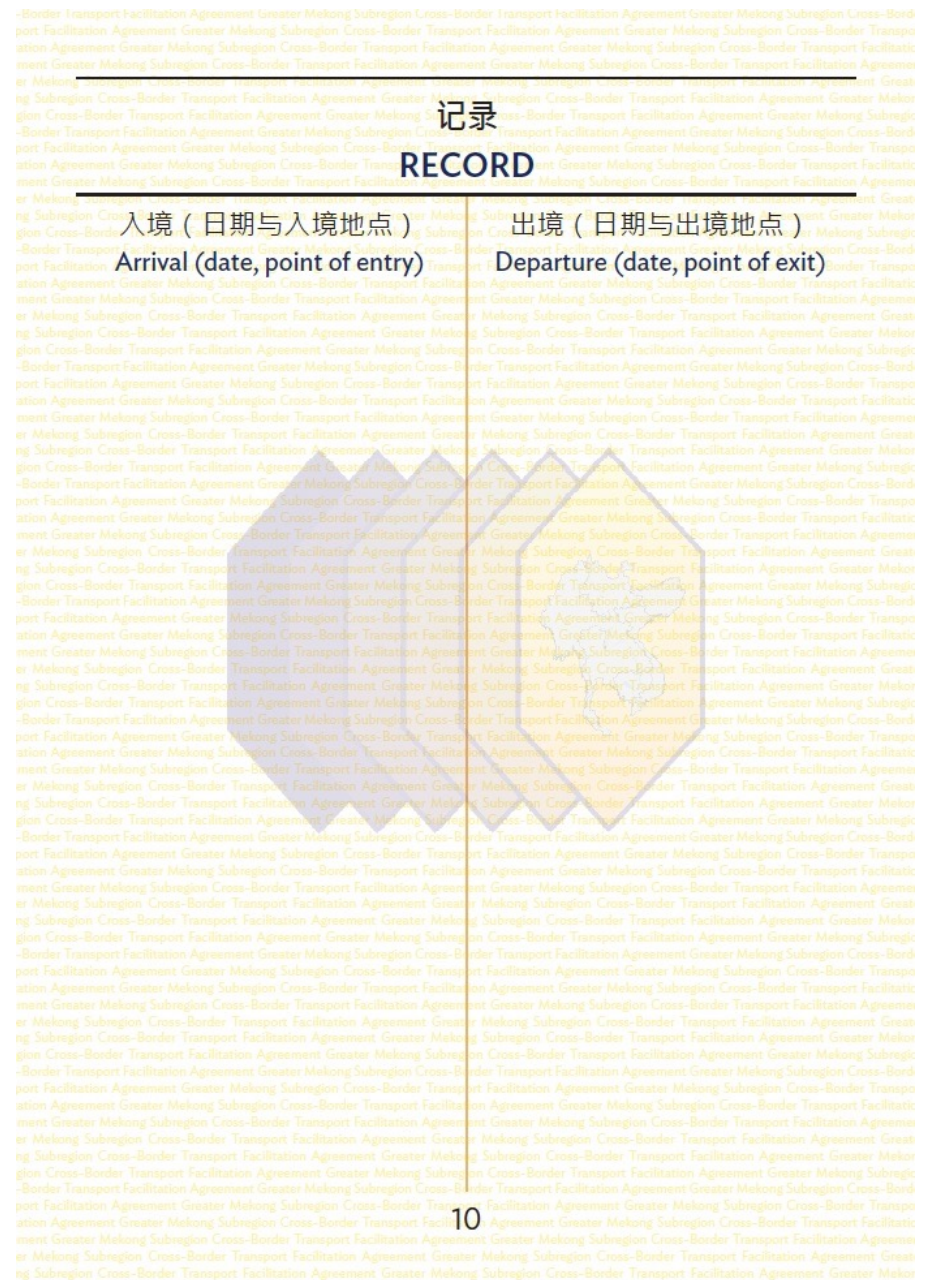 记录
RECORD
入境（日期与入境地点）
Arrival (date, point of entry)
出境（日期与出境地点）
Departure (date, point of exit)
10